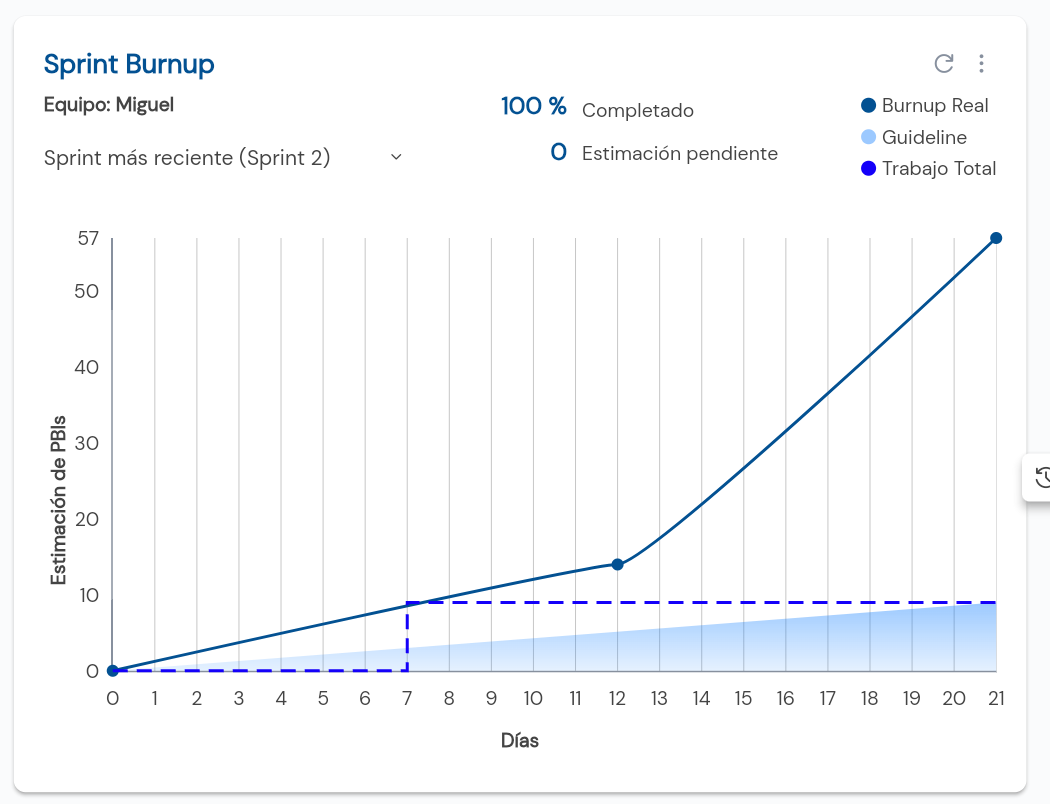 Sprint Burnup
Equipo: Miguel
Sprint más reciente (Sprint 2)
100 % Completado
0 Estimación pendiente
Burnup Real
Guideline
Trabajo Total
57
50
40
30
20
10
0
Estimación de PBIs
0 1 2 3 4 5 6 7 8 9 10 11 12 13 14 15 16 17 18 19 20 21
Días